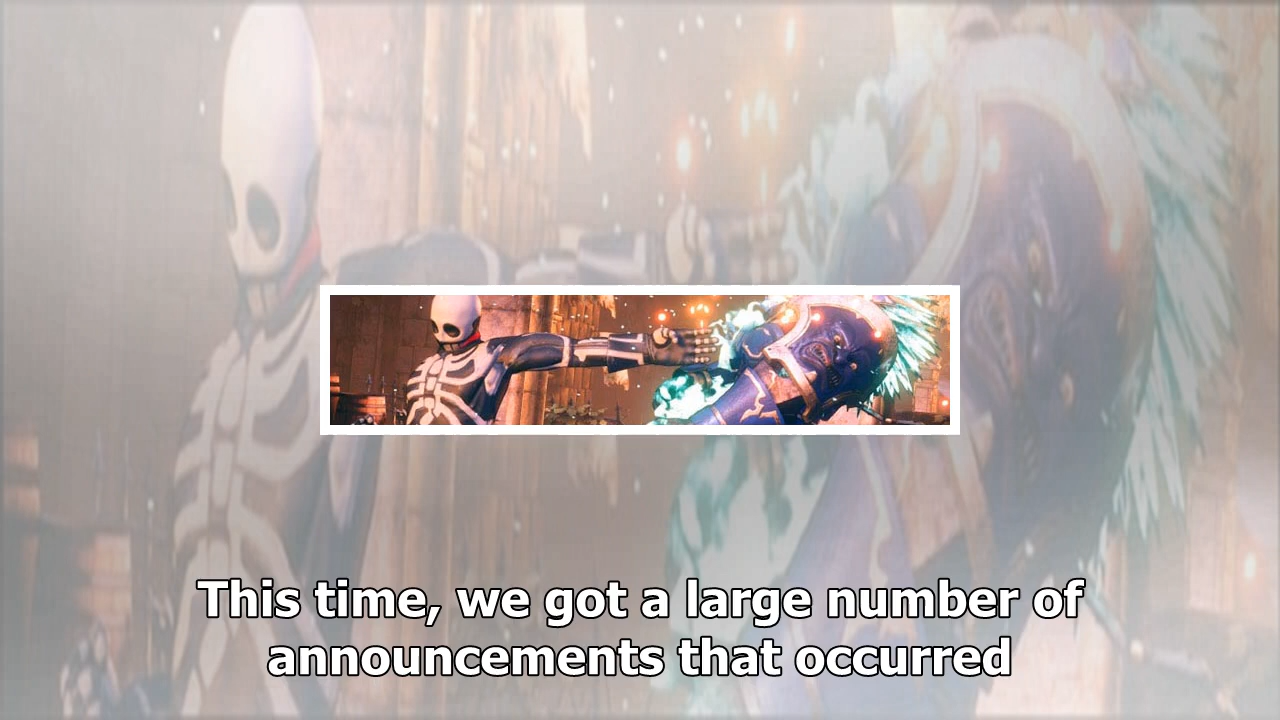 This time, we got a large number of
announcements that occurred